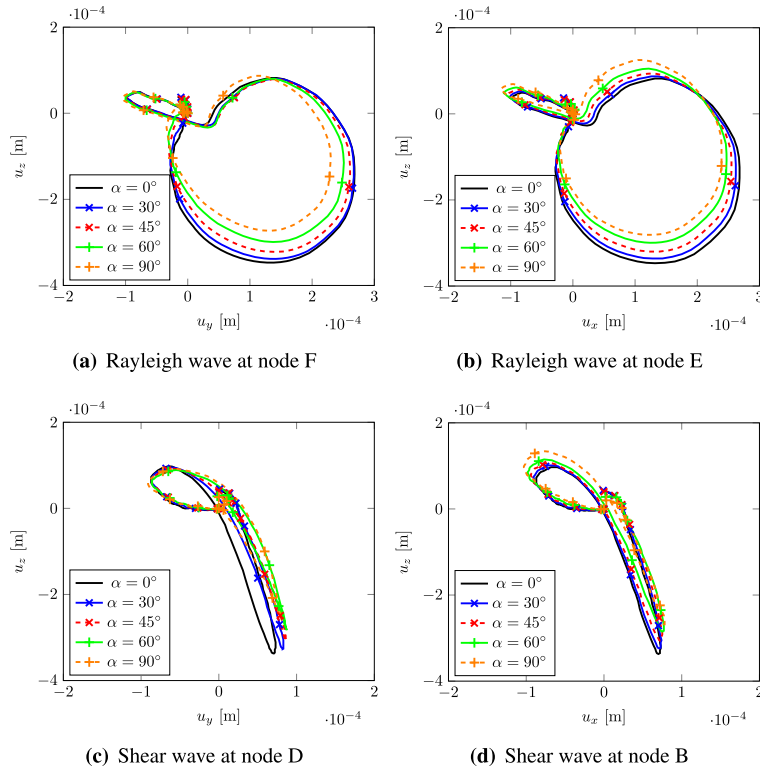 ·10⁻⁴
2
0
−2
−4
u_z [m]
α = 0°
α = 30°
α = 45°
α = 60°
α = 90°
−2 −1 0 1 2 3
u_y [m]
·10⁻⁴
(a) Rayleigh wave at node F
·10⁻⁴
2
0
−2
−4
u_z [m]
α = 0°
α = 30°
α = 45°
α = 60°
α = 90°
−2 −1 0 1 2 3
u_x [m]
·10⁻⁴
(b) Rayleigh wave at node E
·10⁻⁴
2
0
−2
−4
u_z [m]
α = 0°
α = 30°
α = 45°
α = 60°
α = 90°
−2 −1 0 1 2
u_y [m]
·10⁻⁴
(c) Shear wave at node D
·10⁻⁴
2
0
−2
−4
u_z [m]
α = 0°
α = 30°
α = 45°
α = 60°
α = 90°
−2 −1 0 1 2
u_x [m]
·10⁻⁴
(d) Shear wave at node B